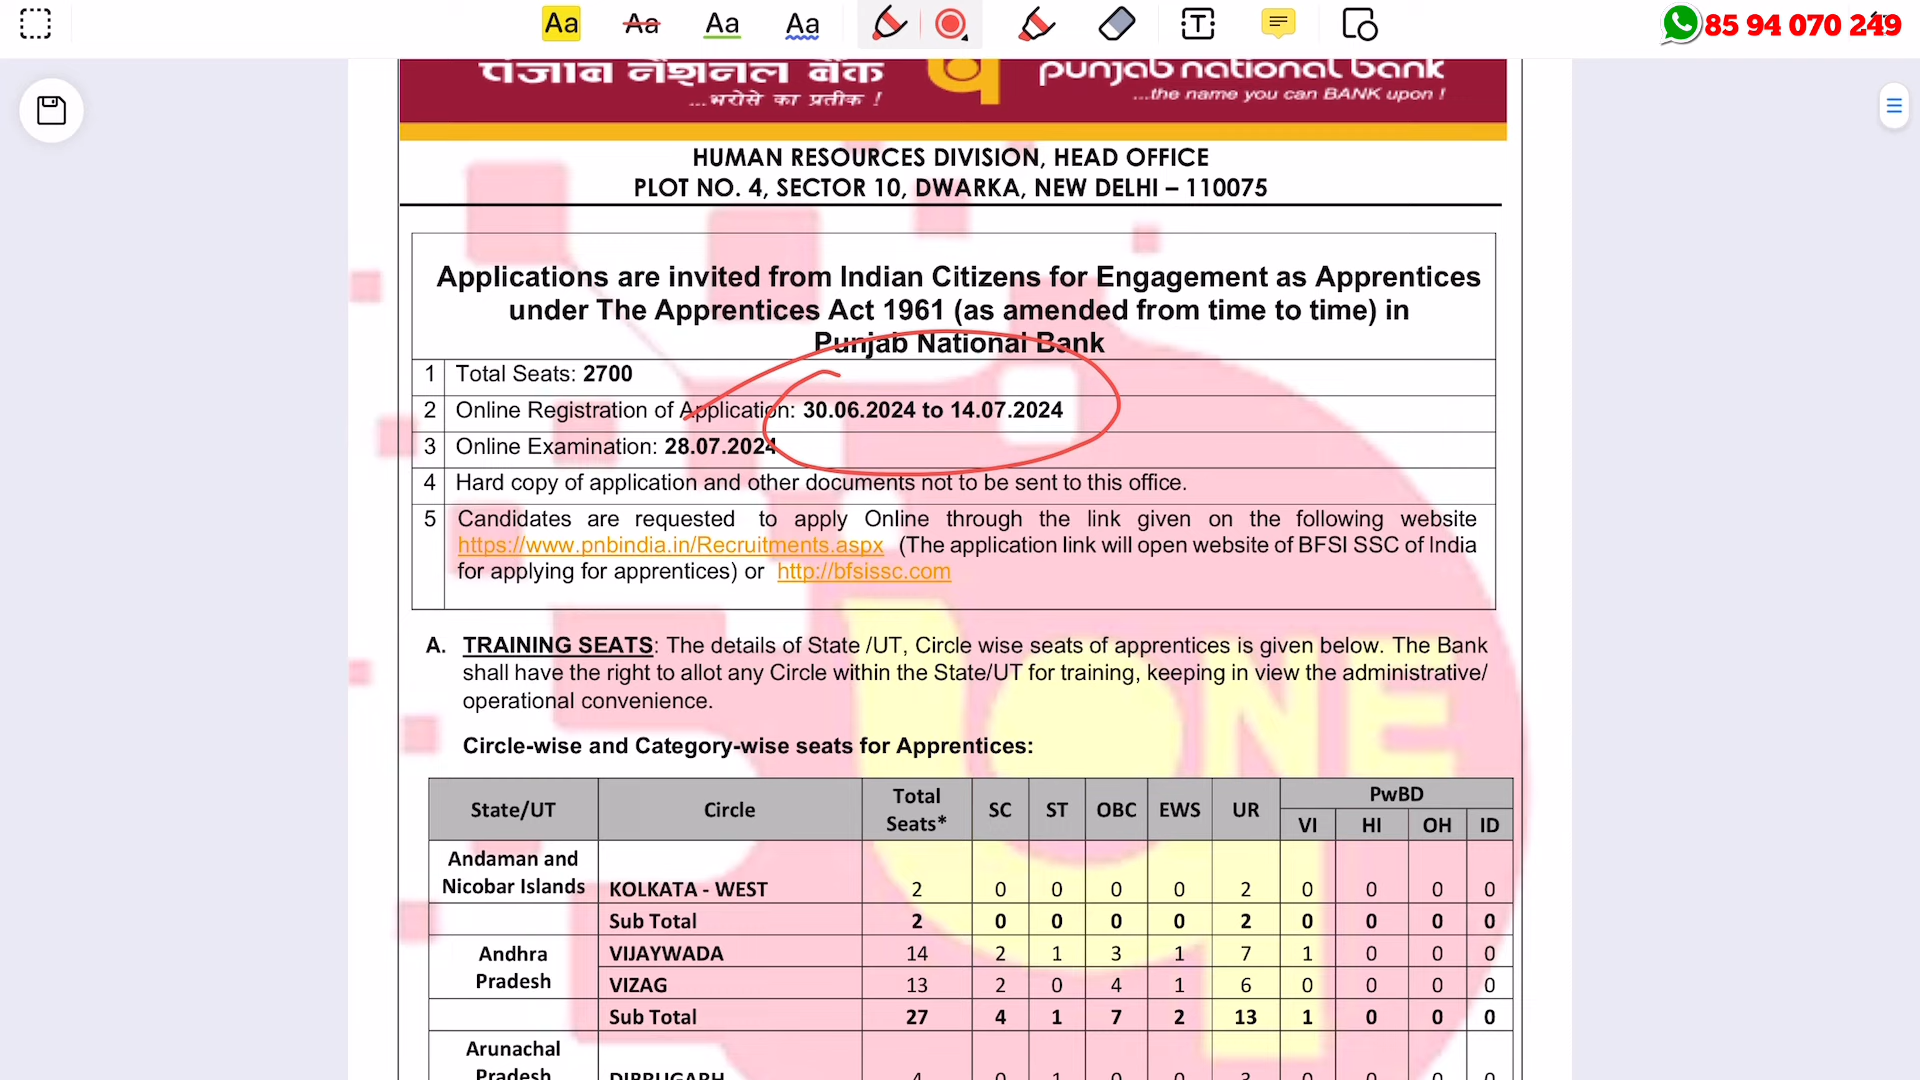 Aa Aa Aa Aa T
85 94 070 249
पंजाब नैशनल बैंक punjab national bank
...भरोसे का प्रतीक ! ...the name you can BANK upon !
HUMAN RESOURCES DIVISION, HEAD OFFICE
PLOT NO. 4, SECTOR 10, DWARKA, NEW DELHI – 110075
Applications are invited from Indian Citizens for Engagement as Apprentices
under The Apprentices Act 1961 (as amended from time to time) in
Punjab National Bank
1 Total Seats: 2700
2 Online Registration of Application: 30.06.2024 to 14.07.2024
3 Online Examination: 28.07.2024
4 Hard copy of application and other documents not to be sent to this office.
5 Candidates are requested to apply Online through the link given on the following website
https://www.pnbindia.in/Recruitments.aspx (The application link will open website of BFSI SSC of India
for applying for apprentices) or http://bfsissc.com
A. TRAINING SEATS: The details of State /UT, Circle wise seats of apprentices is given below. The Bank
shall have the right to allot any Circle within the State/UT for training, keeping in view the administrative/
operational convenience.
Circle-wise and Category-wise seats for Apprentices:
State/UT Circle Total Seats* SC ST OBC EWS UR PwBD
VI HI OH ID
Andaman and
Nicobar Islands KOLKATA - WEST 2 0 0 0 0 2 0 0 0 0
Sub Total 2 0 0 0 0 2 0 0 0 0
Andhra Pradesh VIJAYWADA 14 2 1 3 1 7 1 0 0 0
VIZAG 13 2 0 4 1 6 0 0 0 0
Sub Total 27 4 1 7 2 13 1 0 0 0
Arunachal
Pradesh DIBRUGARH 4 0 1 0 0 3 0 0 0 0
ONE